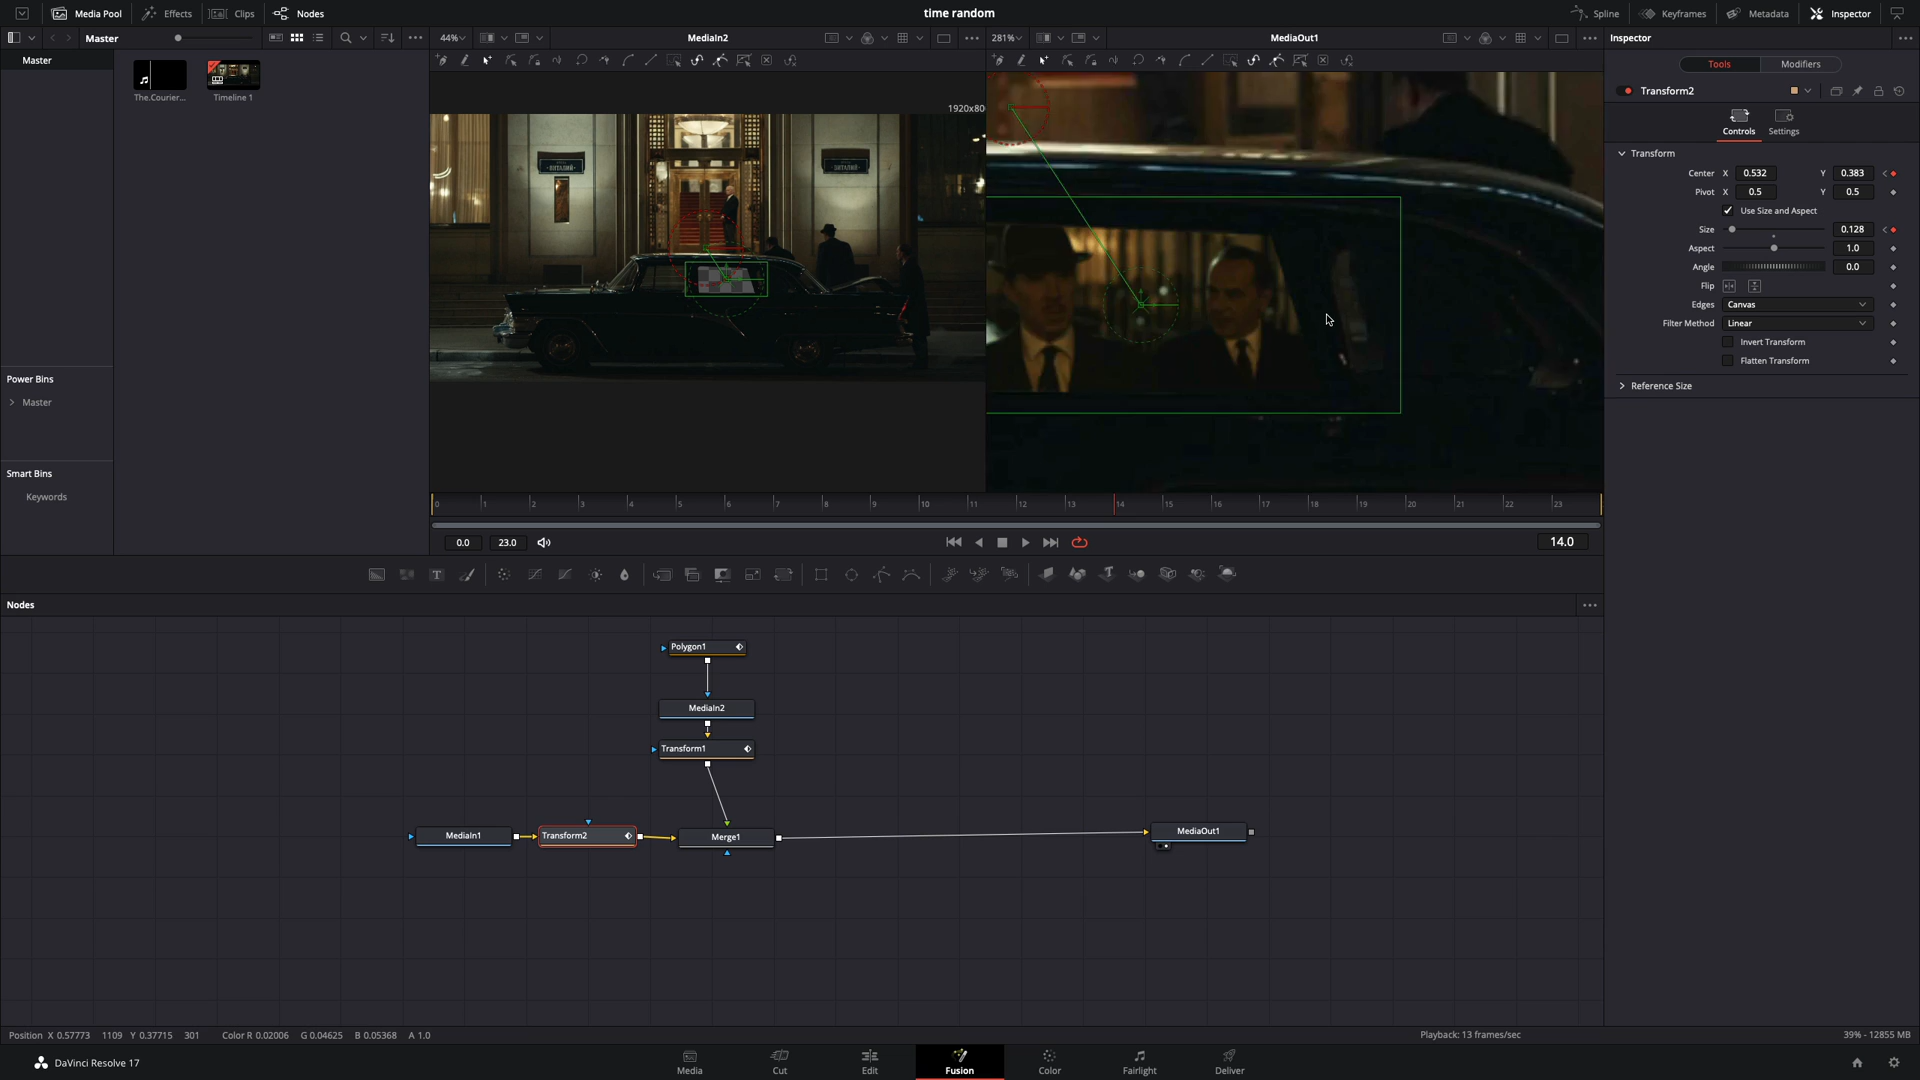 Media Pool
Effects
Clips
Nodes
time random
Spline
Keyframes
Metadata
Inspector
Master
44%
MediaIn2
281%
MediaOut1
Inspector
Master
The.Courier...
Timeline 1
Power Bins
Master
Smart Bins
Keywords
1920x80
ВИТАЛИЙ
ВИТАЛИЙ
Tools
Modifiers
Transform2
Controls
Settings
Transform
Center X 0.532 Y 0.383
Pivot X 0.5 Y 0.5
Use Size and Aspect
Size 0.128
Aspect 1.0
Angle 0.0
Flip
Edges Canvas
Filter Method Linear
Invert Transform
Flatten Transform
Reference Size
0 1 2 3 4 5 6 7 8 9 10 11 12 13 14 15 16 17 18 19 20 21 22 23
0.0 23.0
14.0
Nodes
Polygon1
MediaIn2
Transform1
MediaIn1
Transform2
Merge1
MediaOut1
Position X 0.57773 1109 Y 0.37715 301 Color R 0.02006 G 0.04625 B 0.05368 A 1.0
Playback: 13 frames/sec
39% - 12855 MB
DaVinci Resolve 17
Media
Cut
Edit
Fusion
Color
Fairlight
Deliver